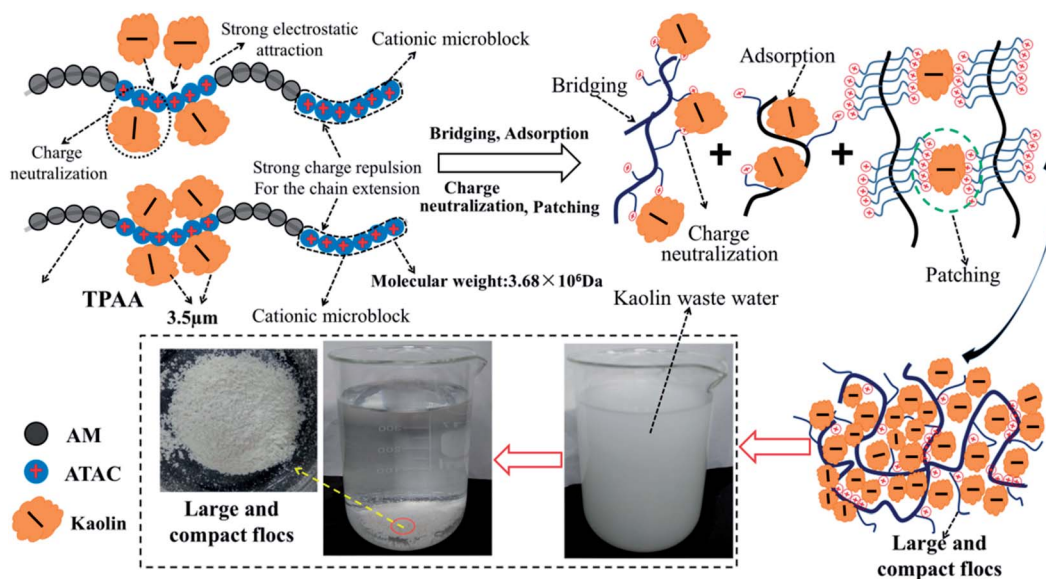 Strong electrostatic
attraction
Cationic microblock
Charge
neutralization
Strong charge repulsion
For the chain extension
TPAA
3.5μm
Cationic microblock
Molecular weight:3.68×10⁶Da
Bridging, Adsorption
Charge
neutralization, Patching
Bridging
Adsorption
Charge
neutralization
Patching
Kaolin waste water
AM
ATAC
Kaolin
Large and
compact flocs
Large and
compact flocs